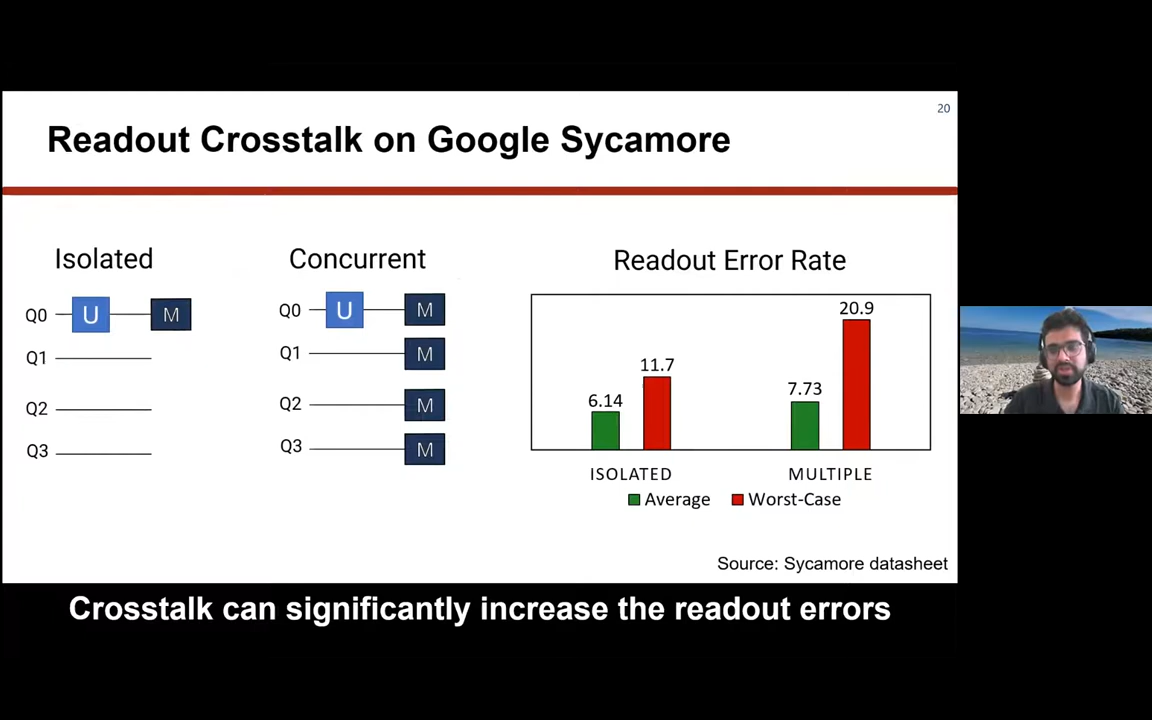 20
Readout Crosstalk on Google Sycamore
Isolated
Q0 U M
Q1
Q2
Q3
Concurrent
Q0 U M
Q1 M
Q2 M
Q3 M
Readout Error Rate
6.14 11.7 7.73 20.9
ISOLATED MULTIPLE
Average Worst-Case
Source: Sycamore datasheet
Crosstalk can significantly increase the readout errors